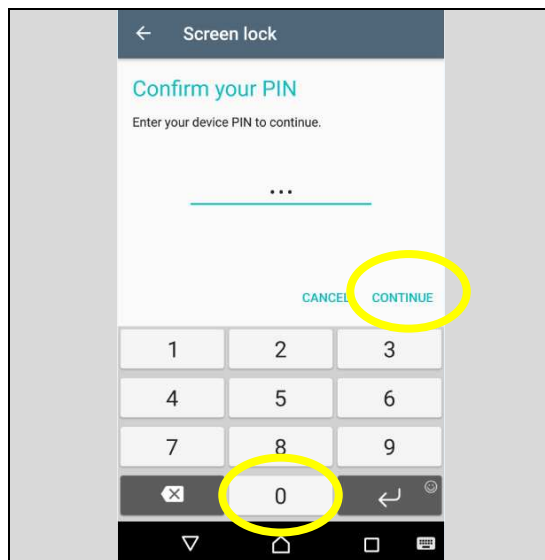 Screen lock
Confirm your PIN
Enter your device PIN to continue.
CANCEL CONTINUE
1 2 3
4 5 6
7 8 9
0